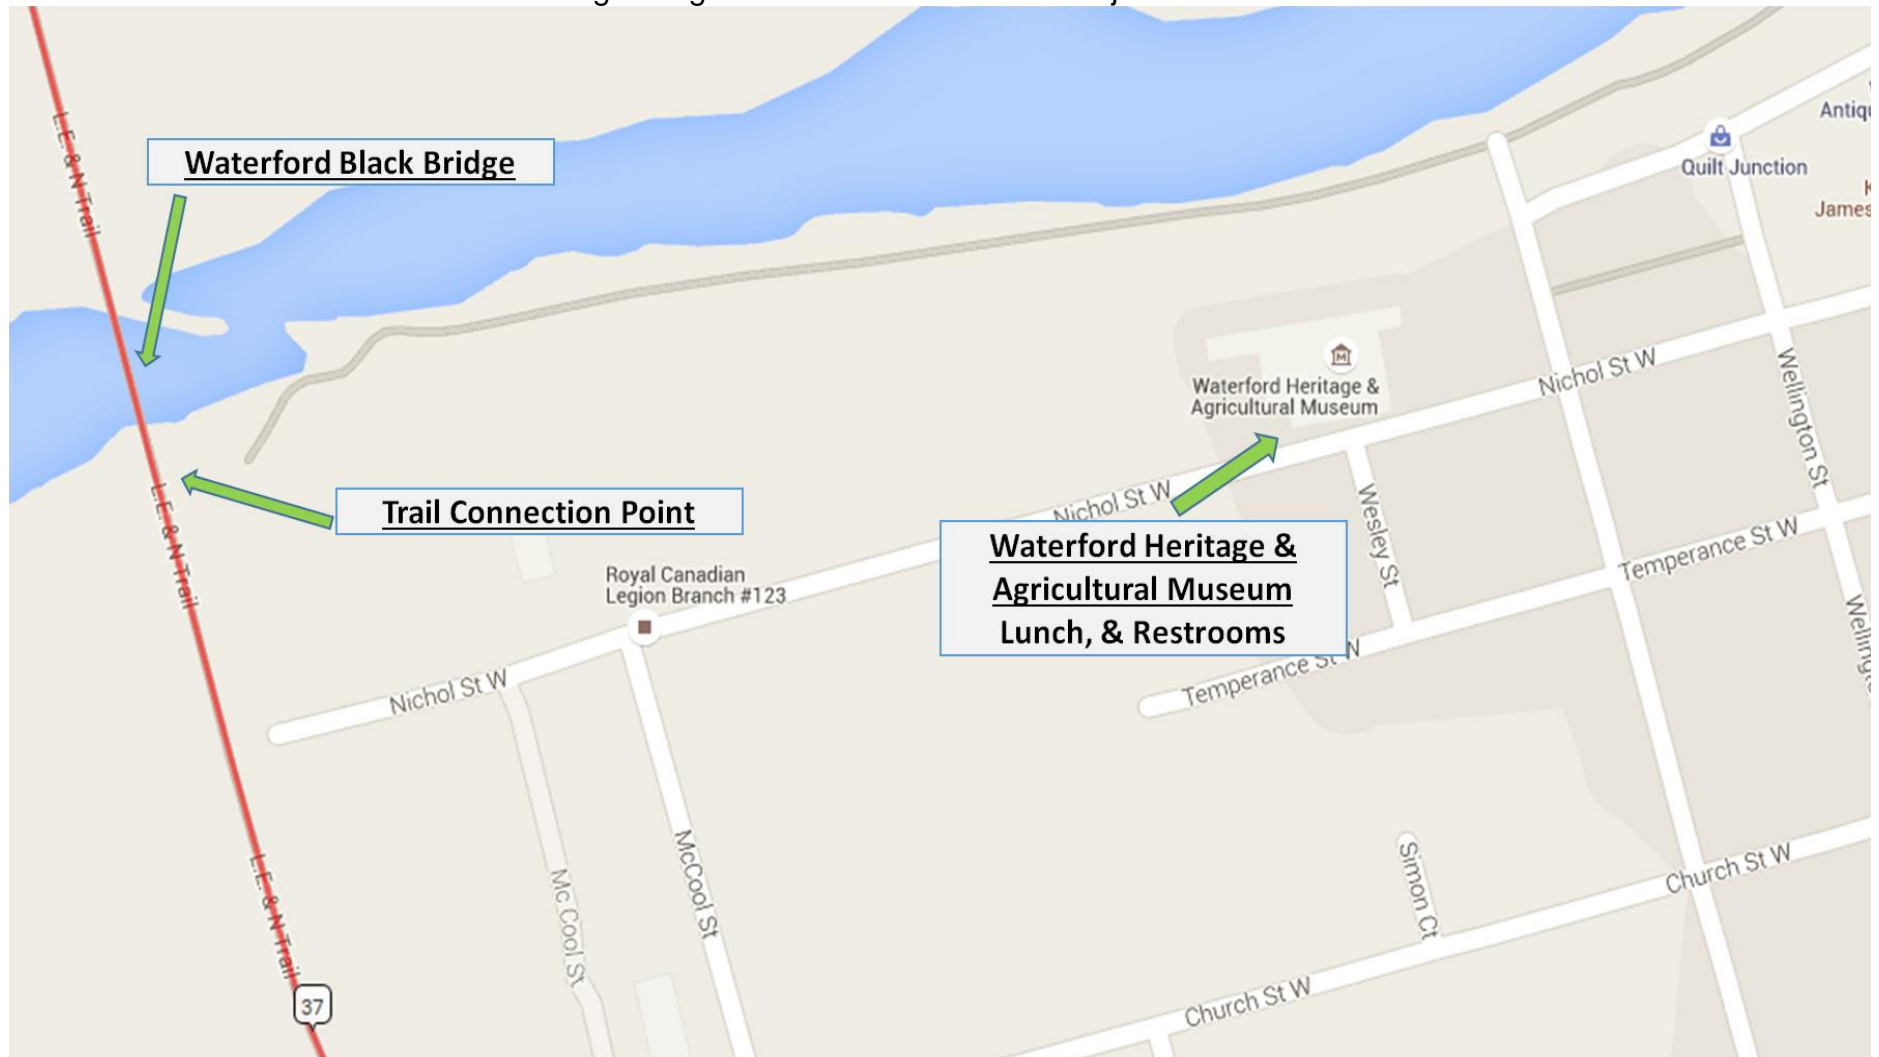 L.E. & N Trail
Waterford Black Bridge
Antiqu
Quilt Junction
James
Waterford Heritage &
Agricultural Museum
Nichol St W
Wellington St
Trail Connection Point
L.E. & N Trail
Nichol St W
Wesley St
Temperance St W
Waterford Heritage &
Agricultural Museum
Lunch, & Restrooms
Royal Canadian
Legion Branch #123
Nichol St W
Temperance St W
Mc Cool St
McCool St
Simon Ct
Church St W
L.E. & N Trail
37
Church St W